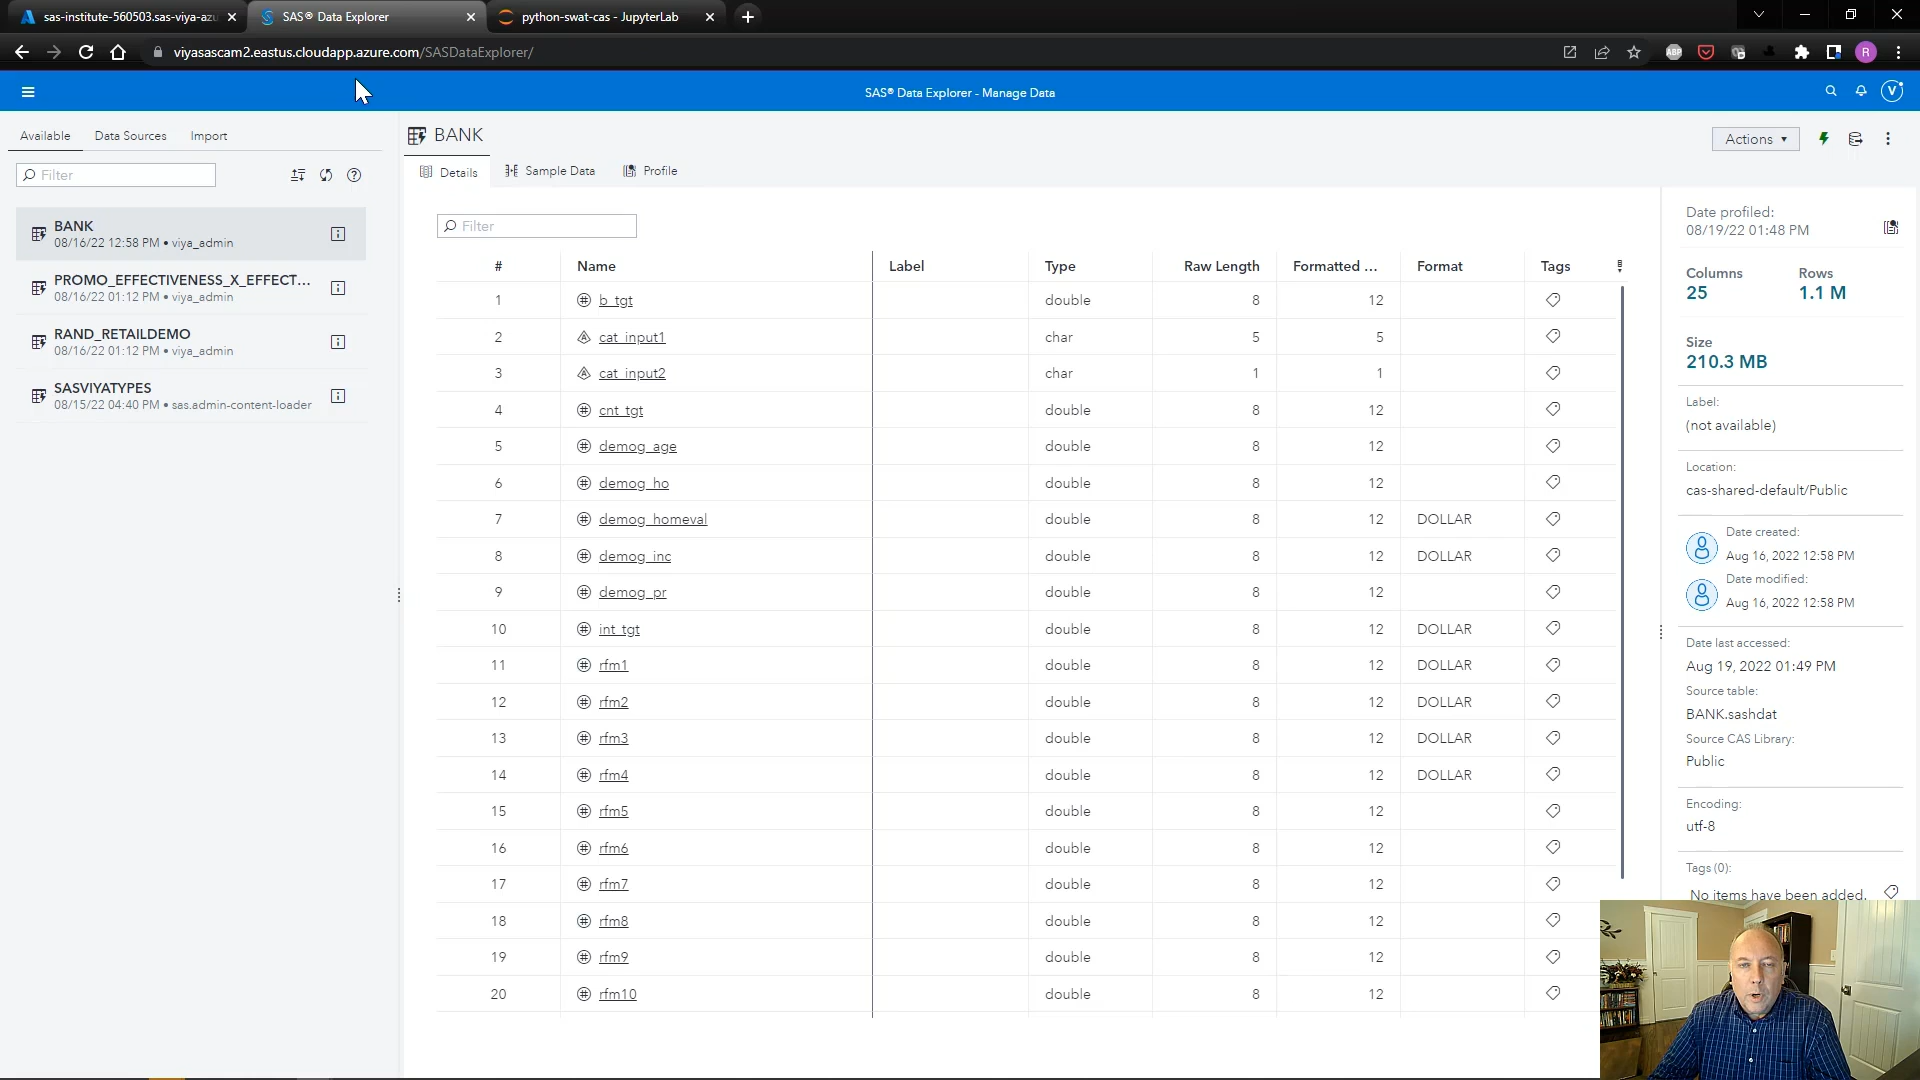 sas-institute-560503.sas-viya-azu
SAS® Data Explorer
python-swat-cas - JupyterLab
viyasascam2.eastus.cloudapp.azure.com/SASDataExplorer/
ABP
R
SAS® Data Explorer - Manage Data
V
Available Data Sources Import
Filter
BANK
08/16/22 12:58 PM • viya_admin
PROMO_EFFECTIVENESS_X_EFFECT...
08/16/22 01:12 PM • viya_admin
RAND_RETAILDEMO
08/16/22 01:12 PM • viya_admin
SASVIYATYPES
08/15/22 04:40 PM • sas.admin-content-loader
BANK
Actions
Details Sample Data Profile
Filter
# Name Label Type Raw Length Formatted ... Format Tags
1 b_tgt double 8 12
2 cat_input1 char 5 5
3 cat_input2 char 1 1
4 cnt_tgt double 8 12
5 demog_age double 8 12
6 demog_ho double 8 12
7 demog_homeval double 8 12 DOLLAR
8 demog_inc double 8 12 DOLLAR
9 demog_pr double 8 12
10 int_tgt double 8 12 DOLLAR
11 rfm1 double 8 12 DOLLAR
12 rfm2 double 8 12 DOLLAR
13 rfm3 double 8 12 DOLLAR
14 rfm4 double 8 12 DOLLAR
15 rfm5 double 8 12
16 rfm6 double 8 12
17 rfm7 double 8 12
18 rfm8 double 8 12
19 rfm9 double 8 12
20 rfm10 double 8 12
Date profiled:
08/19/22 01:48 PM
Columns Rows
25 1.1 M
Size
210.3 MB
Label:
(not available)
Location:
cas-shared-default/Public
Date created:
Aug 16, 2022 12:58 PM
Date modified:
Aug 16, 2022 12:58 PM
Date last accessed:
Aug 19, 2022 01:49 PM
Source table:
BANK.sashdat
Source CAS Library:
Public
Encoding:
utf-8
Tags (0):
No items have been added.